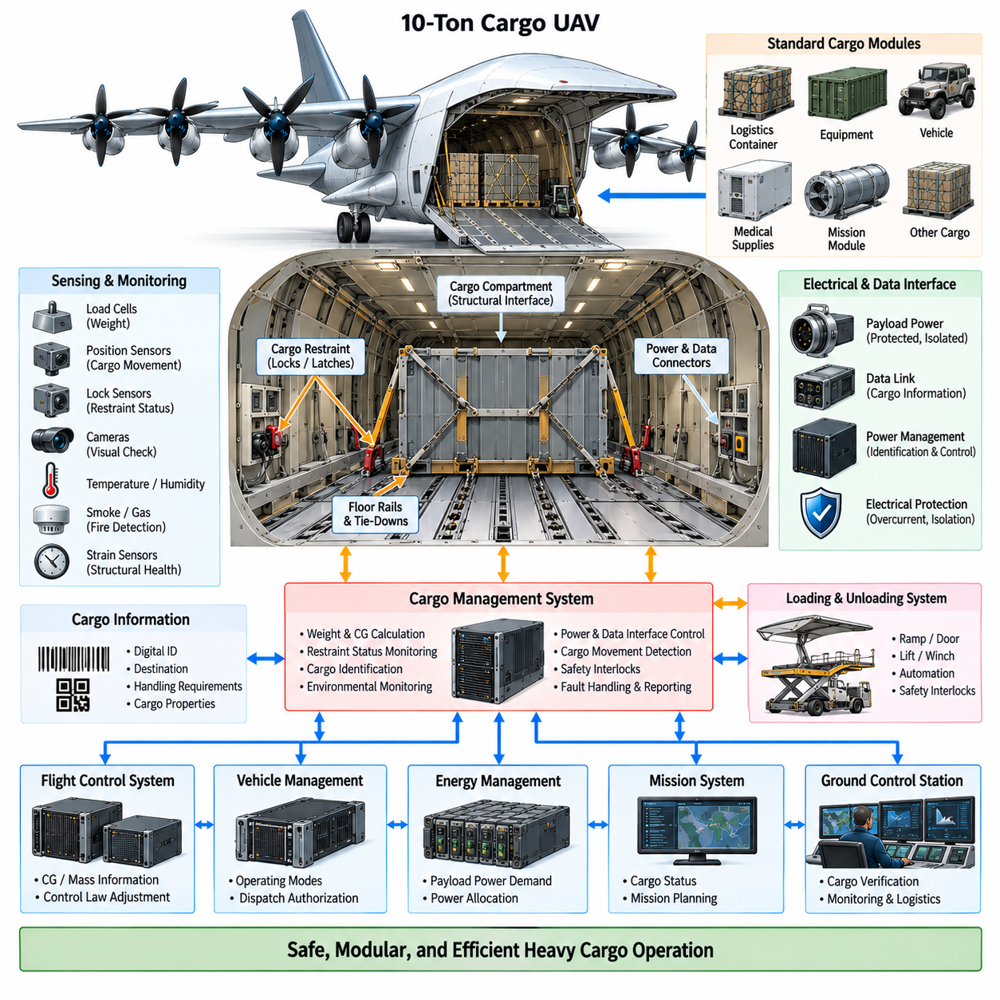 10-Ton Cargo UAV
Standard Cargo Modules
Logistics
Container
Equipment
Vehicle
Medical
Supplies
Mission
Module
Other Cargo
Sensing & Monitoring
Load Cells
(Weight)
Position Sensors
(Cargo Movement)
Lock Sensors
(Restraint Status)
Cameras
(Visual Check)
Temperature / Humidity
Smoke / Gas
(Fire Detection)
Strain Sensors
(Structural Health)
Cargo Compartment
(Structural Interface)
Cargo Restraint
(Locks / Latches)
Power & Data
Connectors
Floor Rails
& Tie-Downs
Electrical & Data Interface
Payload Power
(Protected, Isolated)
Data Link
(Cargo Information)
Power Management
(Identification & Control)
Electrical Protection
(Overcurrent, Isolation)
Cargo Information
• Digital ID
• Destination
• Handling Requirements
• Cargo Properties
Cargo Management System
• Weight & CG Calculation
• Restraint Status Monitoring
• Cargo Identification
• Environmental Monitoring
• Power & Data Interface Control
• Cargo Movement Detection
• Safety Interlocks
• Fault Handling & Reporting
Loading & Unloading System
• Ramp / Door
• Lift / Winch
• Automation
• Safety Interlocks
Flight Control System
• CG / Mass Information
• Control Law Adjustment
Vehicle Management
• Operating Modes
• Dispatch Authorization
Energy Management
• Payload Power Demand
• Power Allocation
Mission System
• Cargo Status
• Mission Planning
Ground Control Station
• Cargo Verification
• Monitoring & Logistics
Safe, Modular, and Efficient Heavy Cargo Operation